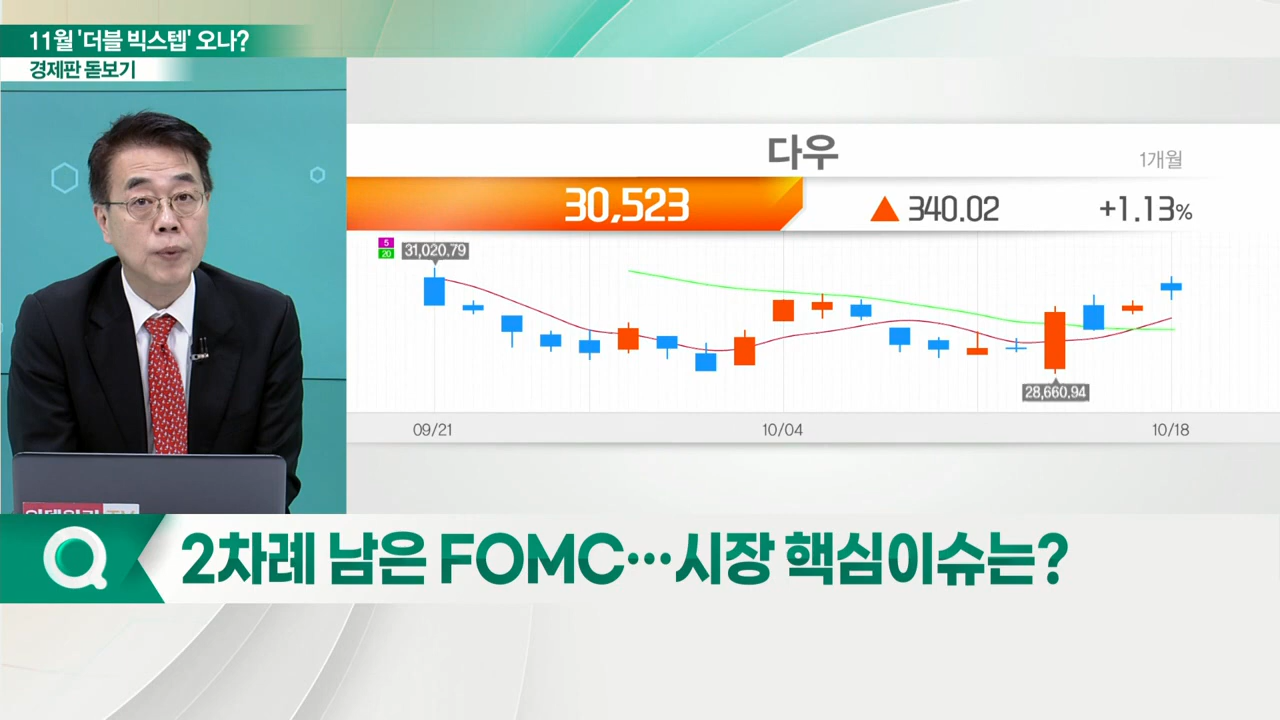 11월 '더블 빅스텝' 오나?
경제판 돋보기
다우
1개월
30,523
▲ 340.02
+1.13%
5
20
31,020.79
28,660.94
09/21
10/04
10/18
2차례 남은 FOMC…시장 핵심이슈는?